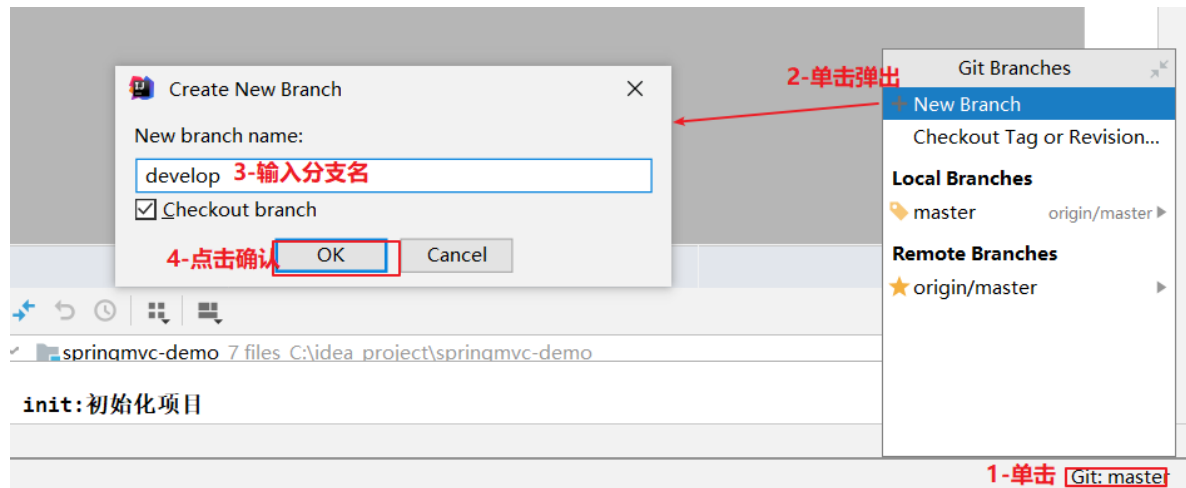 Create New Branch
New branch name:
develop 3-输入分支名
Checkout branch
4-点击确认 OK Cancel
2-单击弹出
Git Branches
New Branch
Checkout Tag or Revision...
Local Branches
master origin/master
Remote Branches
origin/master
springmvc-demo 7 files C:\idea_project\springmvc-demo
init:初始化项目
1-单击 Git: master